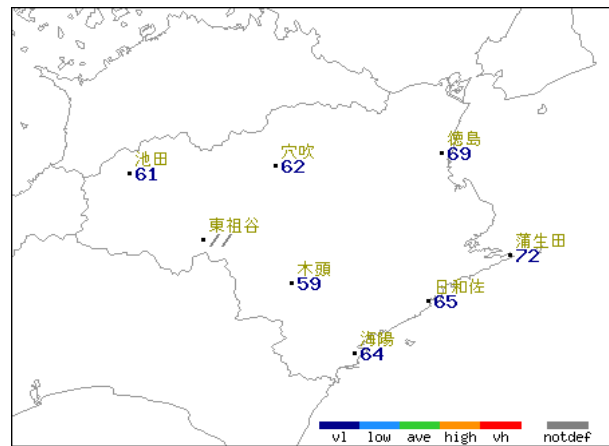 徳島
69
穴吹
62
池田
61
東祖谷
//
蒲生田
72
木頭
59
日和佐
65
海陽
64
vl low ave high vh notdef